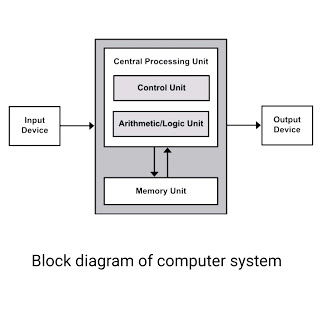 Central Processing Unit
Control Unit
Input
Device
Arithmetic/Logic Unit
Output
Device
Memory Unit
Block diagram of computer system